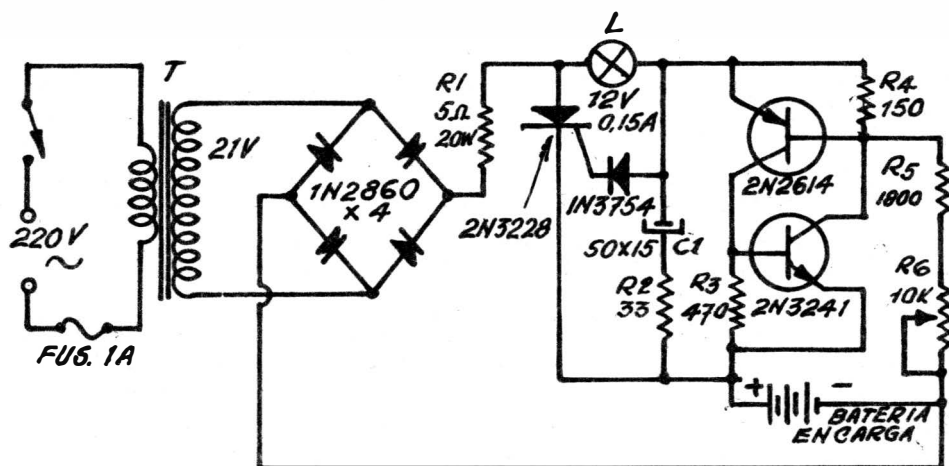 T
220V
FUS. 1A
21V
1N2860
x 4
R1
5Ω
20W
2N3228
L
12V
0,15A
1N3754
50X15 C1
R2
33
R3
470
2N2614
2N3241
R4
150
R5
1800
R6
10K
+ -
BATERIA
EN CARGA